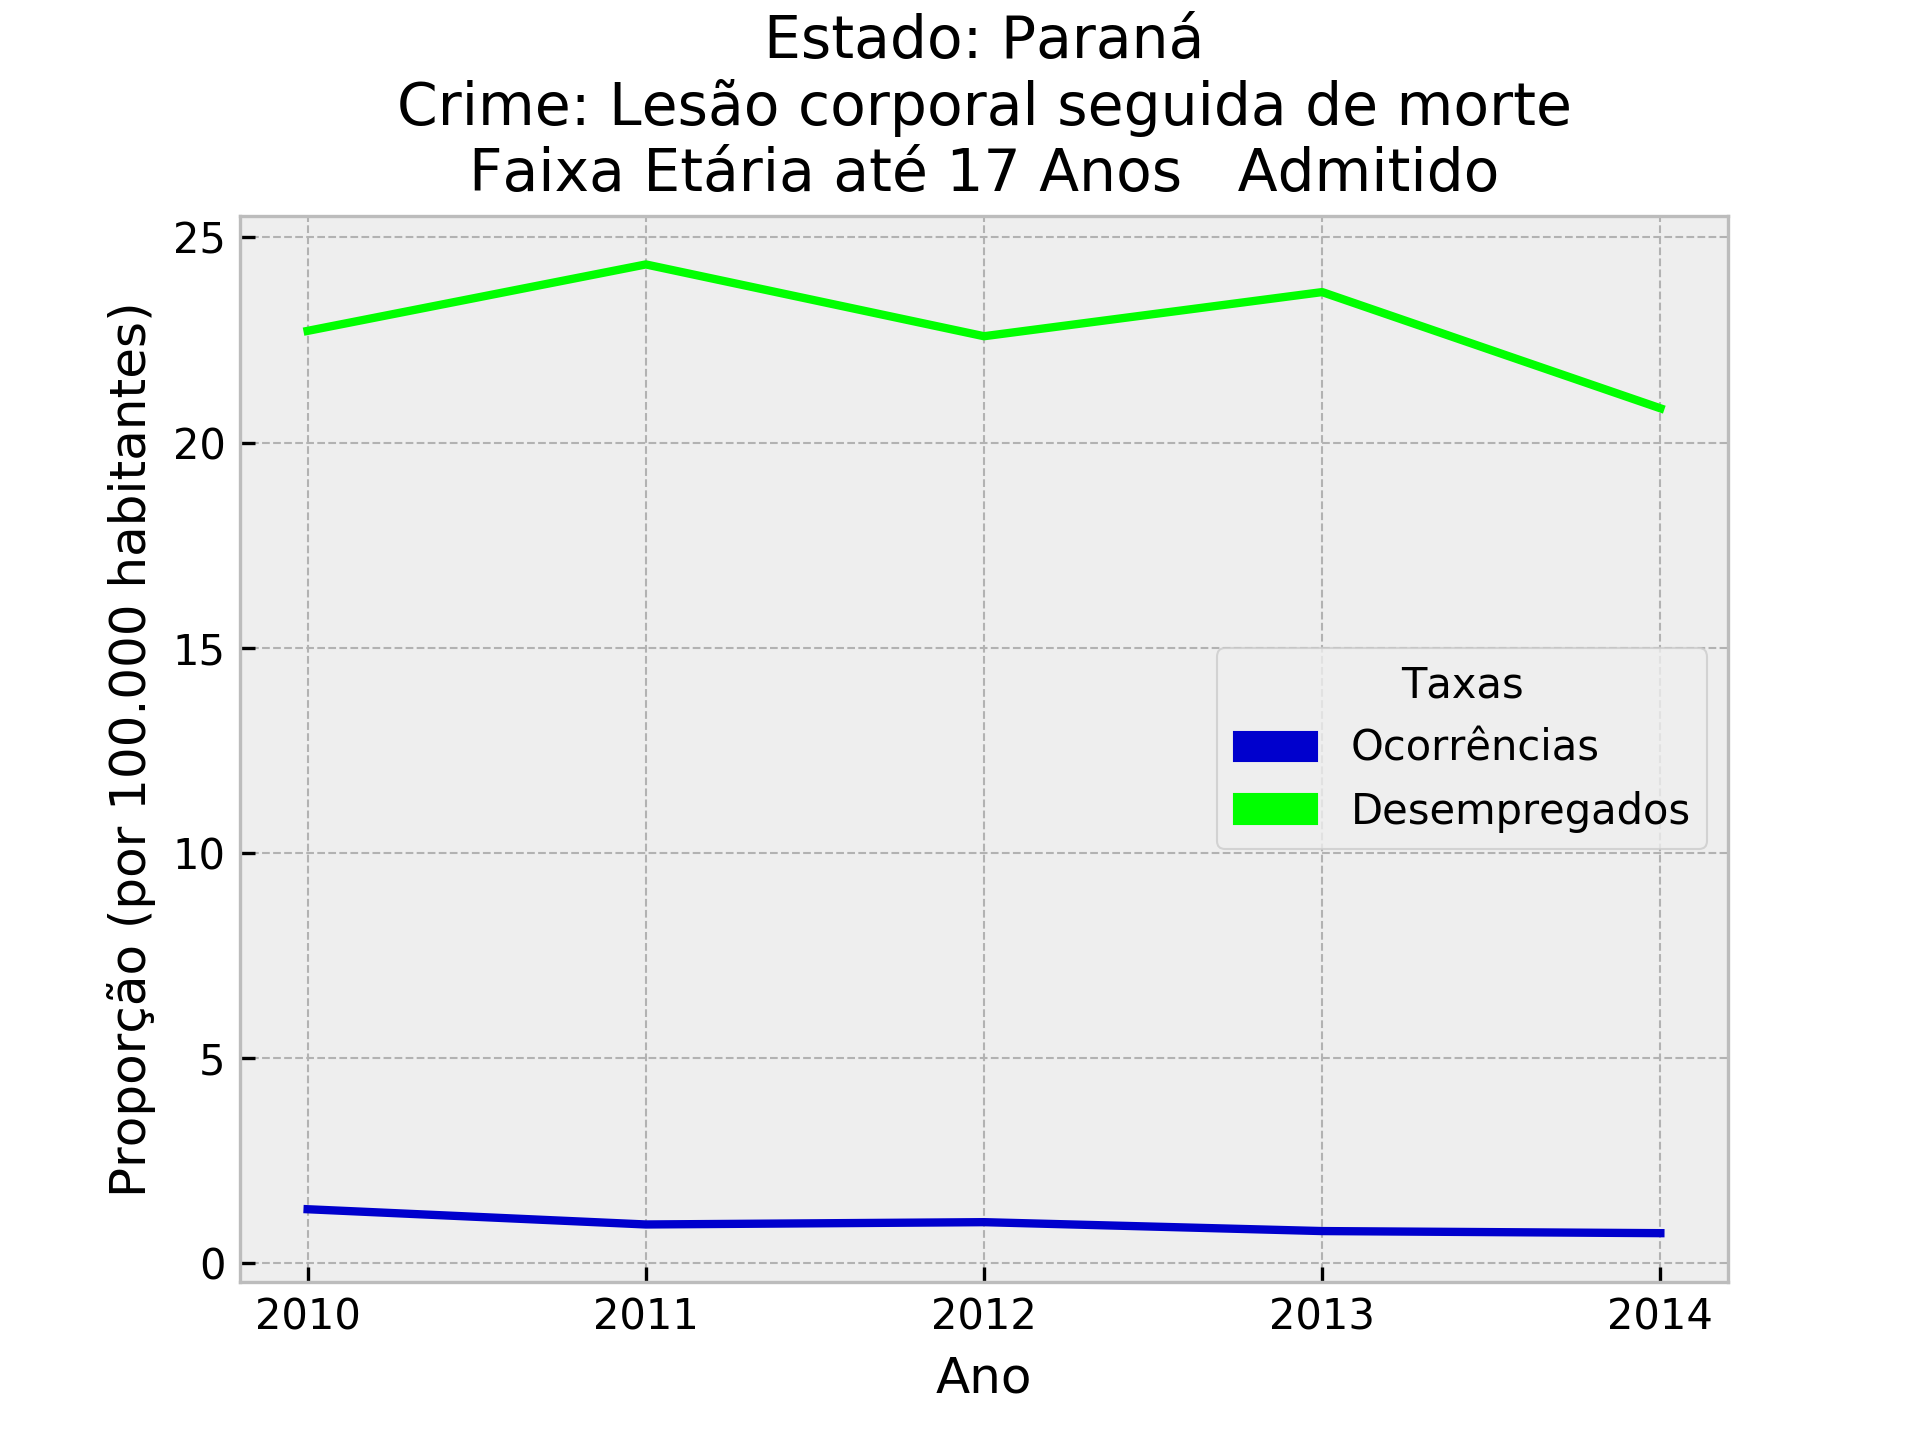 Estado: Paraná
Crime: Lesão corporal seguida de morte
Faixa Etária até 17 Anos   Admitido
Proporção (por 100.000 habitantes)
25
20
15
10
5
0
Taxas
Ocorrências
Desempregados
2010 2011 2012 2013 2014
Ano